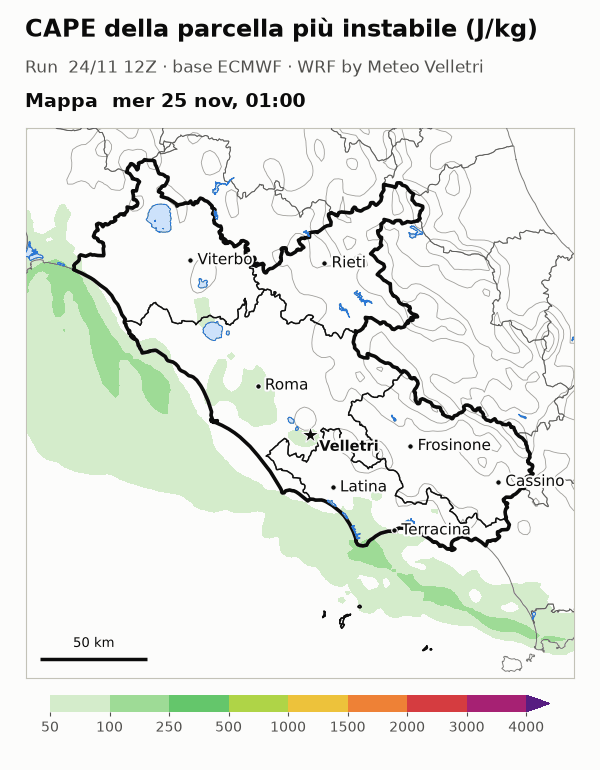 CAPE della parcella più instabile (J/kg)
Run  24/11 12Z · base ECMWF · WRF by Meteo Velletri
Mappa  mer 25 nov, 01:00
Viterbo
Rieti
Roma
Velletri
Frosinone
Cassino
Latina
Terracina
50 km
50 100 250 500 1000 1500 2000 3000 4000